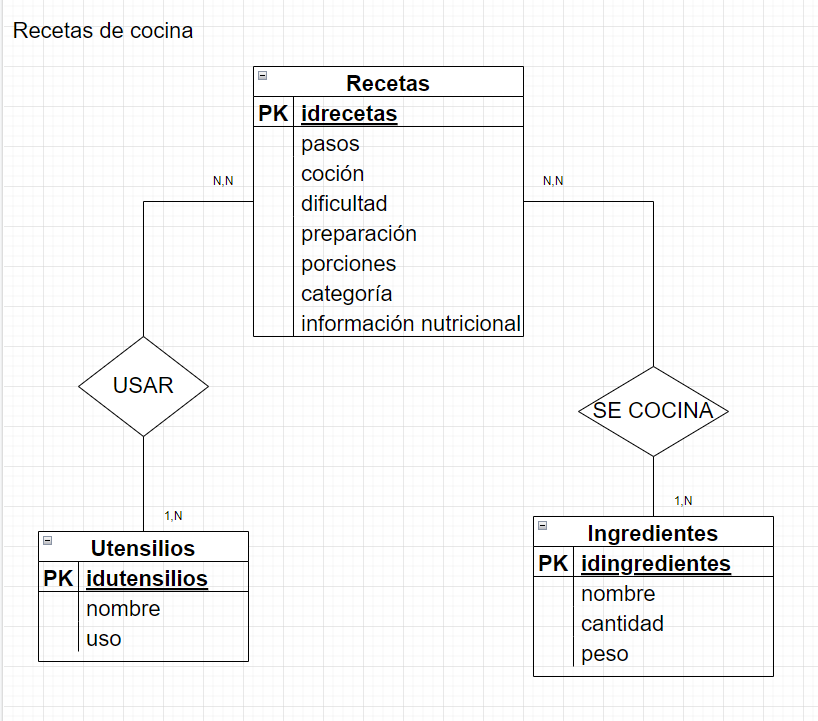 Recetas de cocina
Recetas
PK idrecetas
pasos
coción
dificultad
preparación
porciones
categoría
información nutricional
N,N
N,N
USAR
SE COCINA
1,N
1,N
Utensilios
PK idutensilios
nombre
uso
Ingredientes
PK idingredientes
nombre
cantidad
peso